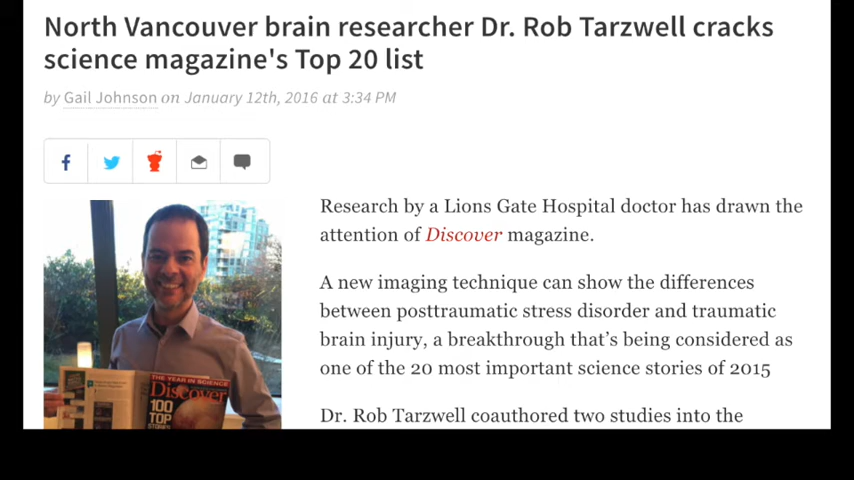 North Vancouver brain researcher Dr. Rob Tarzwell cracks
science magazine's Top 20 list
by Gail Johnson on January 12th, 2016 at 3:34 PM
Research by a Lions Gate Hospital doctor has drawn the
attention of Discover magazine.
A new imaging technique can show the differences
between posttraumatic stress disorder and traumatic
brain injury, a breakthrough that’s being considered as
one of the 20 most important science stories of 2015
Dr. Rob Tarzwell coauthored two studies into the
THE YEAR IN SCIENCE
Discover
100
TOP
STORIES